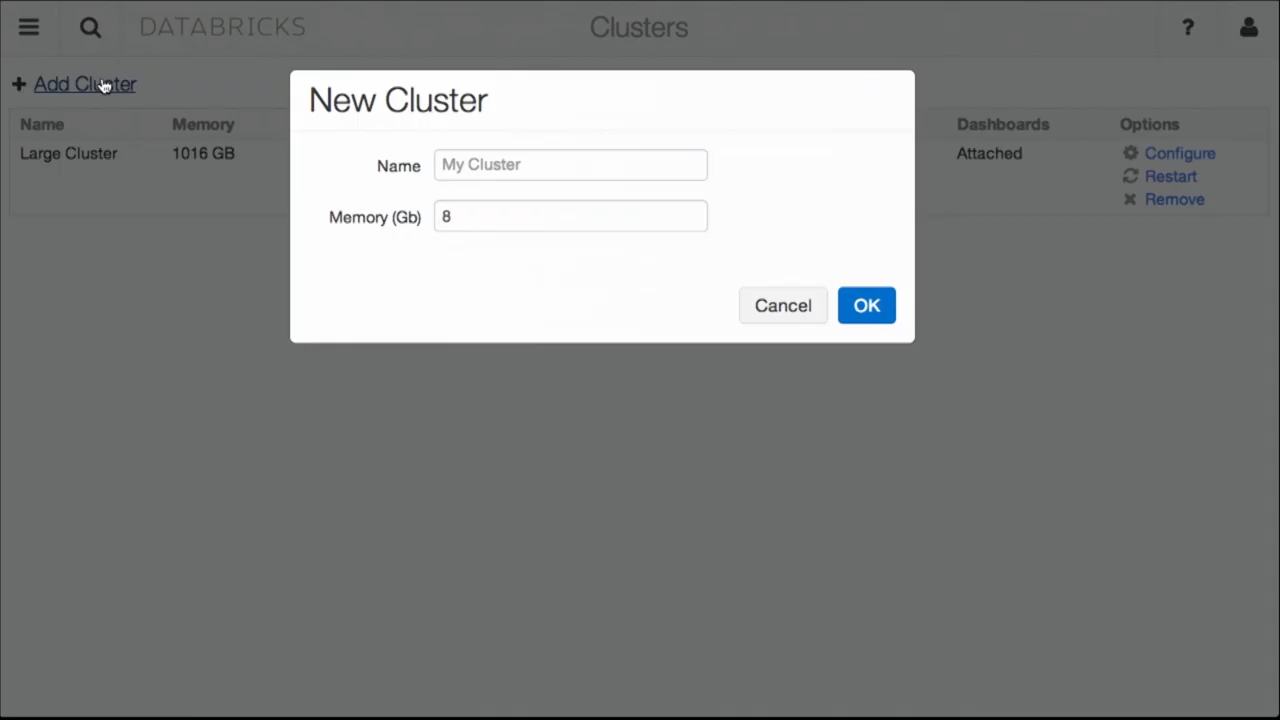 DATABRICKS Clusters ?
+ Add Cluster
New Cluster
Name Memory Dashboards Options
Large Cluster 1016 GB Attached Configure
Restart
Remove
Name My Cluster
Memory (Gb) 8
Cancel OK